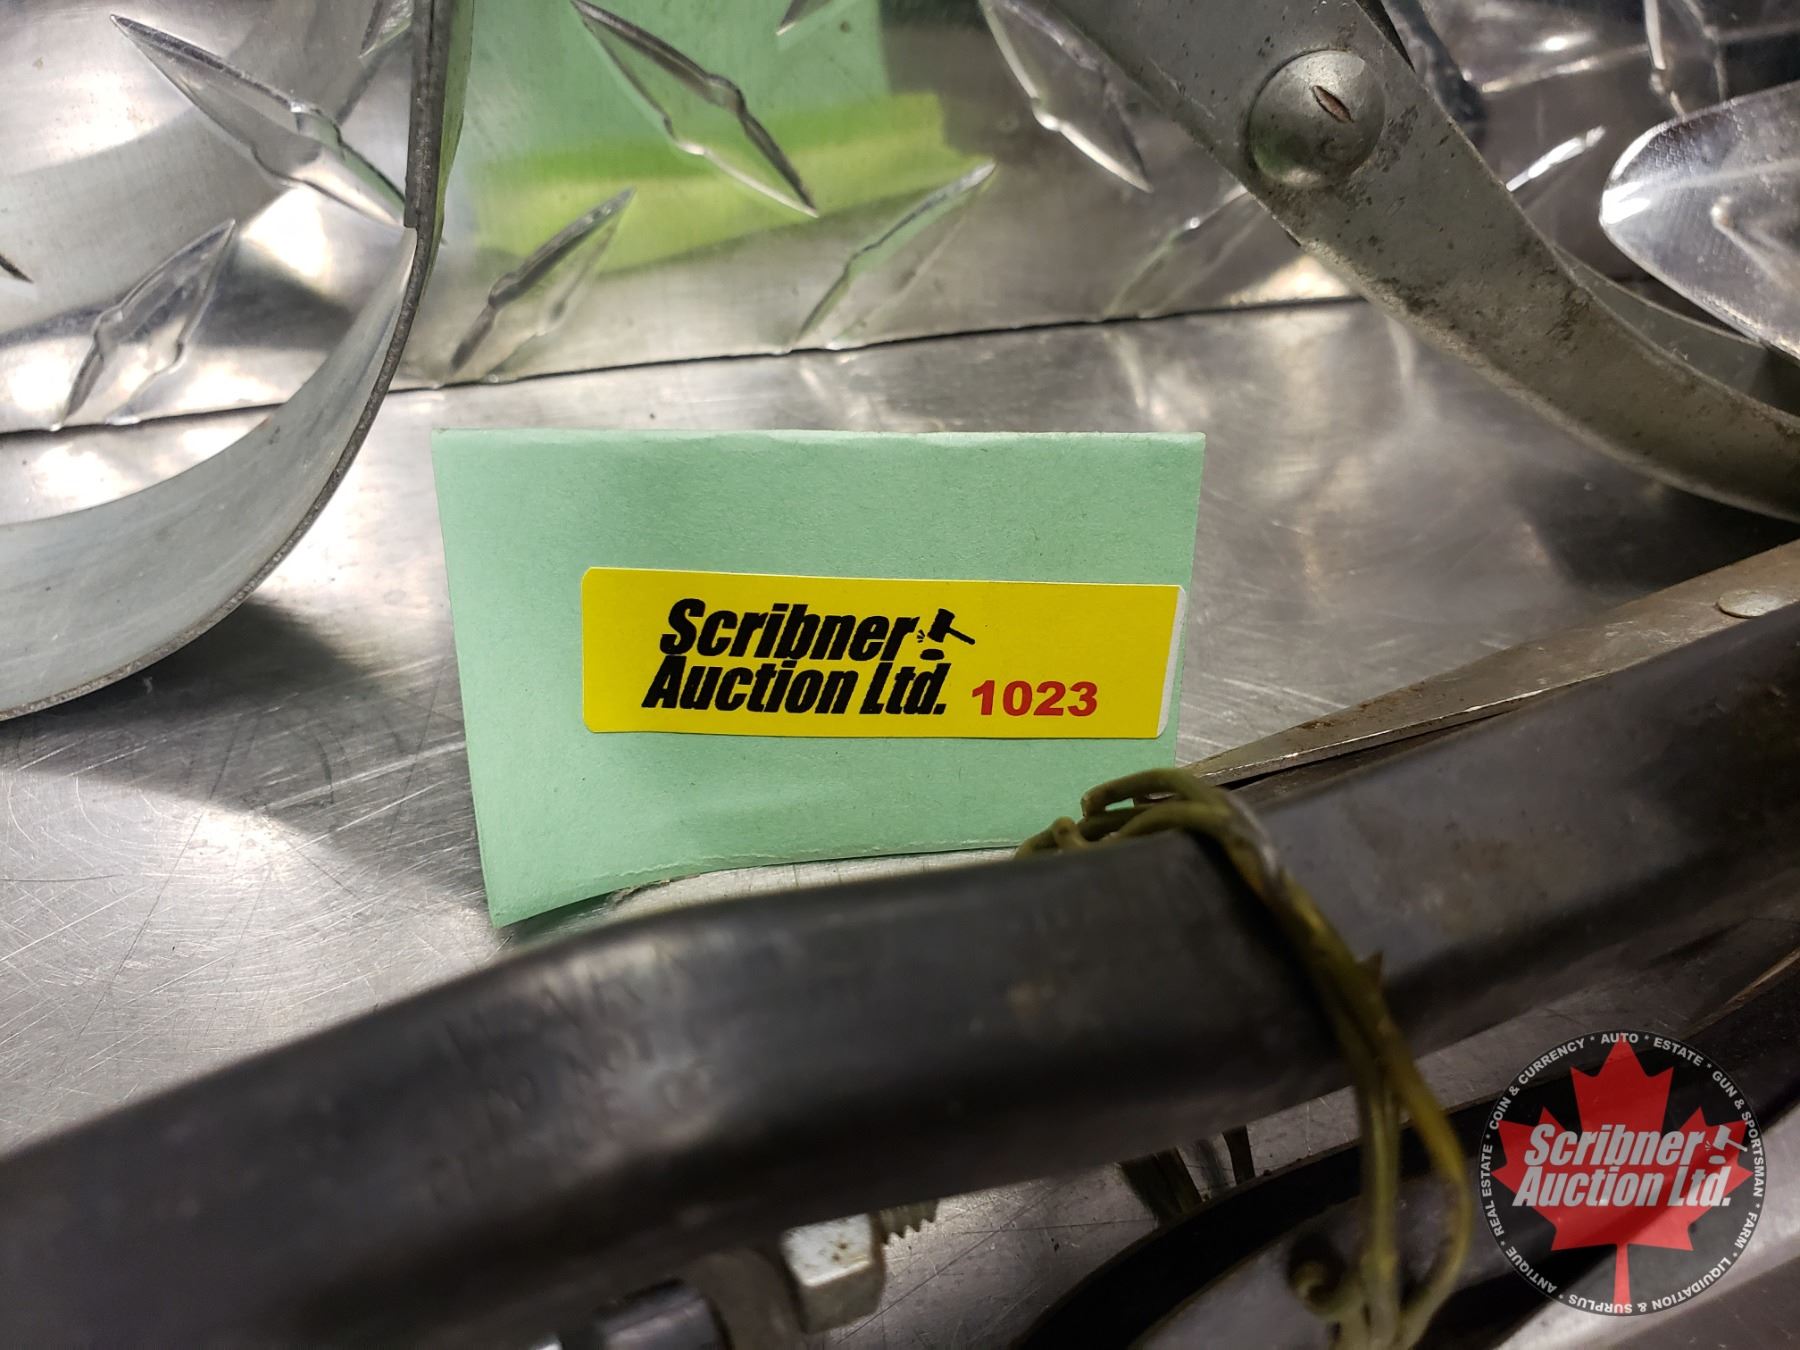 Scribner
Auction Ltd. 1023
Scribner
Auction Ltd.
ANTIQUE * REAL ESTATE * COIN & CURRENCY * AUTO * ESTATE * GUN & SPORTSMAN * FARM * LIQUIDATION & SURPLUS *